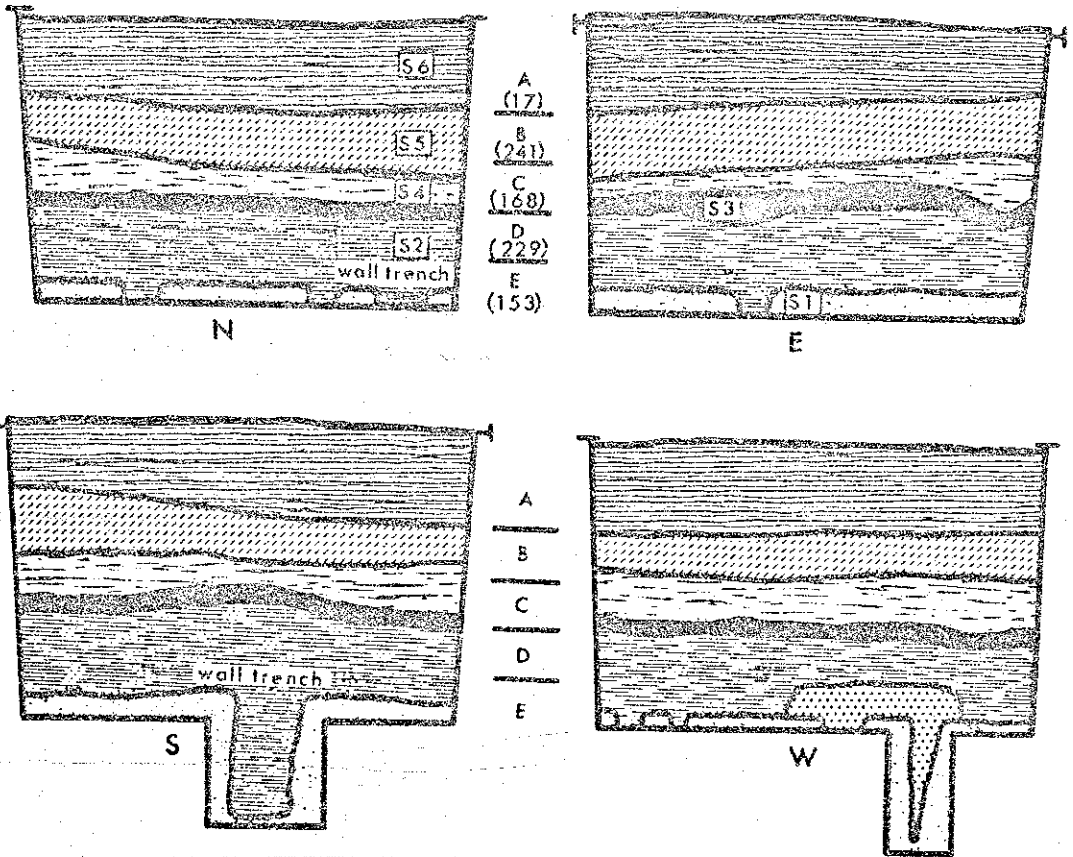 S6
S5
S4
S2
wall trench
N
A
(17)
B
(241)
C
(168)
D
(229)
E
(153)
S3
S1
E
wall trench
S
A
B
C
D
E
W